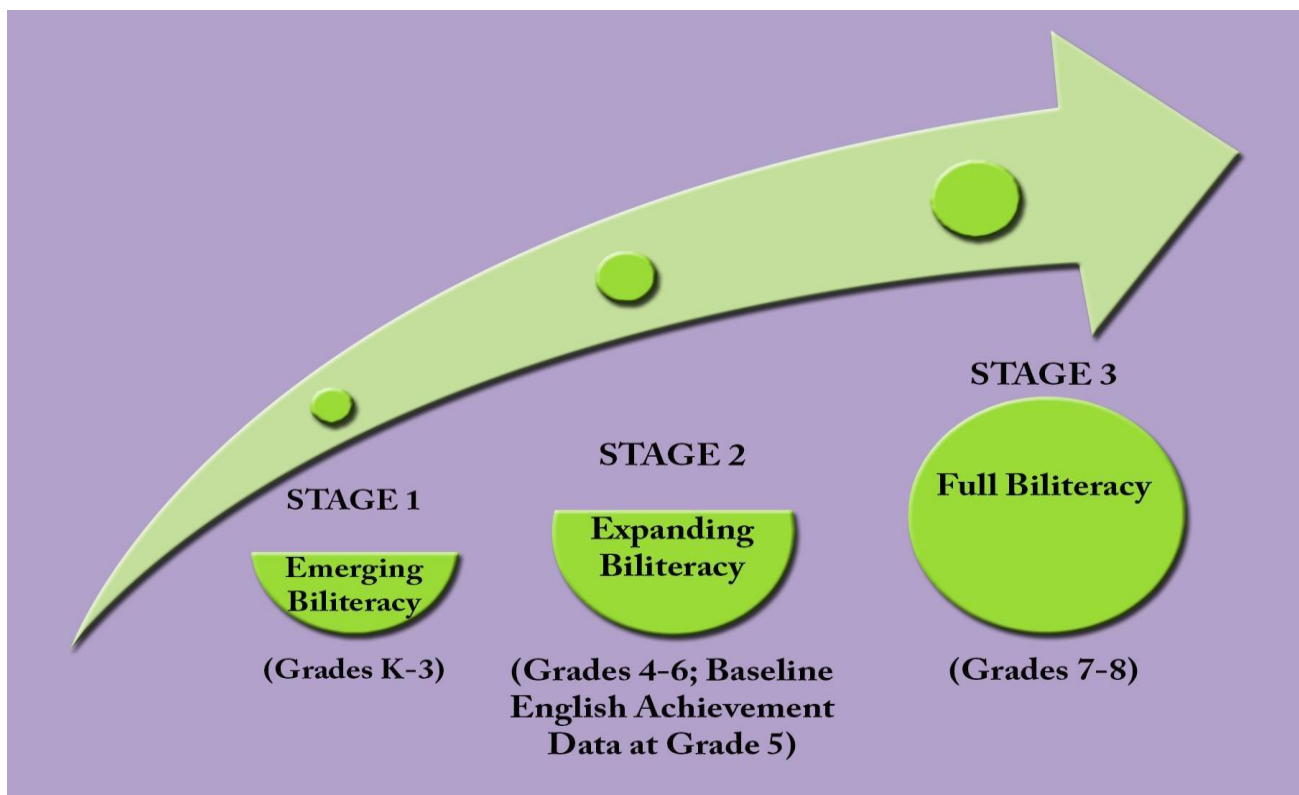 STAGE 1
Emerging
Biliteracy
(Grades K-3)
STAGE 2
Expanding
Biliteracy
(Grades 4-6; Baseline
English Achievement
Data at Grade 5)
STAGE 3
Full Biliteracy
(Grades 7-8)